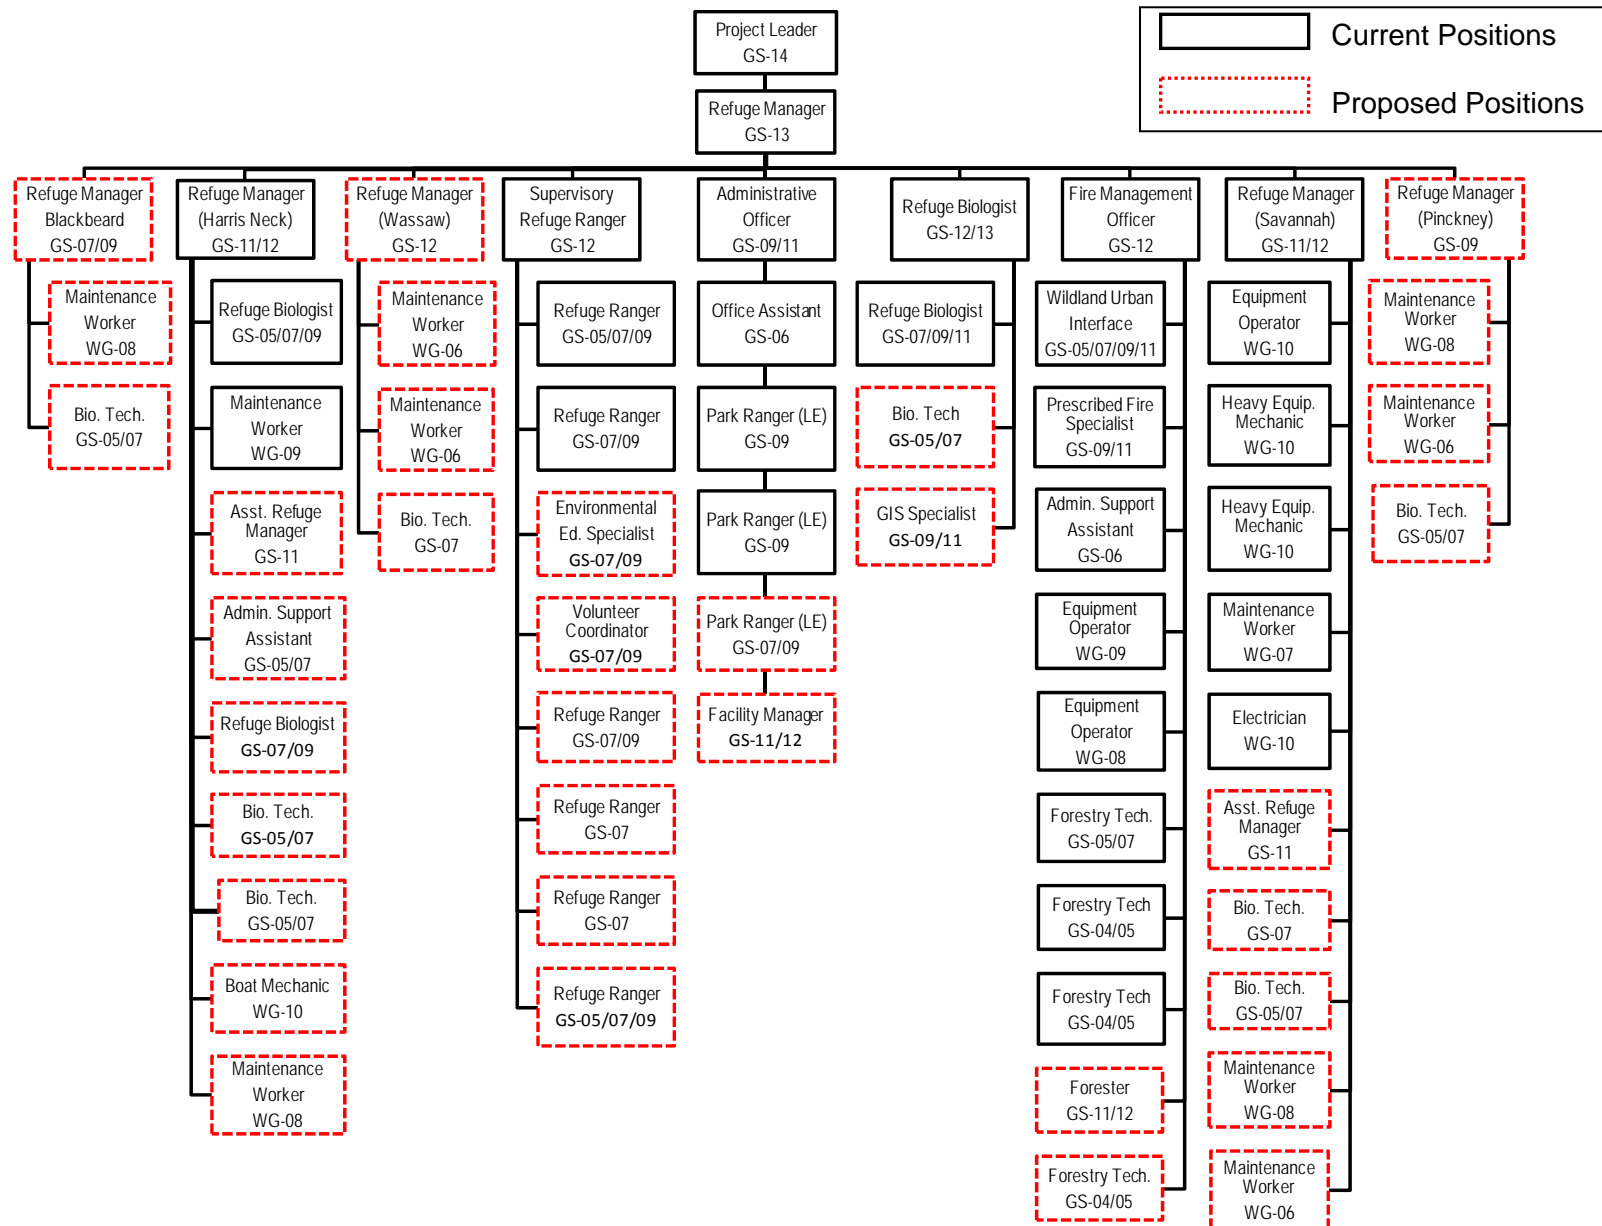 Project Leader
GS-14
Current Positions
Proposed Positions
Refuge Manager
GS-13
Refuge Manager
Blackbeard
GS-07/09
Maintenance
Worker
WG-08
Bio. Tech.
GS-05/07
Refuge Manager
(Harris Neck)
GS-11/12
Refuge Biologist
GS-05/07/09
Maintenance
Worker
WG-09
Asst. Refuge
Manager
GS-11
Admin. Support
Assistant
GS-05/07
Refuge Biologist
GS-07/09
Bio. Tech.
GS-05/07
Bio. Tech.
GS-05/07
Boat Mechanic
WG-10
Maintenance
Worker
WG-08
Refuge Manager
(Wassaw)
GS-12
Maintenance
Worker
WG-06
Maintenance
Worker
WG-06
Bio. Tech.
GS-07
Supervisory
Refuge Ranger
GS-12
Refuge Ranger
GS-05/07/09
Refuge Ranger
GS-07/09
Environmental
Ed. Specialist
GS-07/09
Volunteer
Coordinator
GS-07/09
Refuge Ranger
GS-07/09
Refuge Ranger
GS-07
Refuge Ranger
GS-07
Refuge Ranger
GS-05/07/09
Administrative
Officer
GS-09/11
Office Assistant
GS-06
Park Ranger (LE)
GS-09
Park Ranger (LE)
GS-09
Park Ranger (LE)
GS-07/09
Facility Manager
GS-11/12
Refuge Biologist
GS-12/13
Refuge Biologist
GS-07/09/11
Bio. Tech
GS-05/07
GIS Specialist
GS-09/11
Fire Management
Officer
GS-12
Wildland Urban
Interface
GS-05/07/09/11
Prescribed Fire
Specialist
GS-09/11
Admin. Support
Assistant
GS-06
Equipment
Operator
WG-09
Equipment
Operator
WG-08
Forestry Tech.
GS-05/07
Forestry Tech
GS-04/05
Forestry Tech
GS-04/05
Forester
GS-11/12
Forestry Tech.
GS-04/05
Refuge Manager
(Savannah)
GS-11/12
Equipment
Operator
WG-10
Heavy Equip.
Mechanic
WG-10
Heavy Equip.
Mechanic
WG-10
Maintenance
Worker
WG-07
Electrician
WG-10
Asst. Refuge
Manager
GS-11
Bio. Tech.
GS-07
Bio. Tech.
GS-05/07
Maintenance
Worker
WG-08
Maintenance
Worker
WG-06
Refuge Manager
(Pinckney)
GS-09
Maintenance
Worker
WG-08
Maintenance
Worker
WG-06
Bio. Tech.
GS-05/07